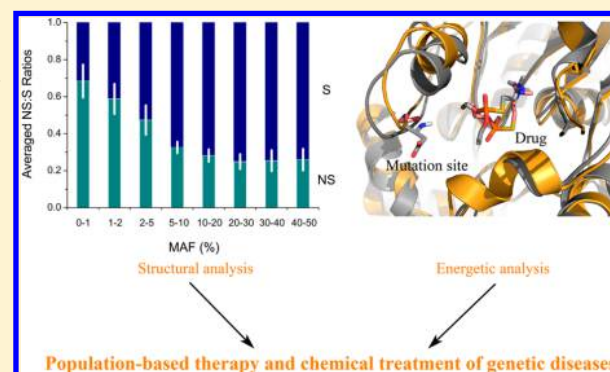 Averaged NS:S Ratios
1.0
0.8
0.6
0.4
0.2
0.0
S
NS
0-1 1-2 2-5 5-10 10-20 20-30 30-40 40-50
MAF (%)
Mutation site
Drug
Structural analysis
Energetic analysis
Population-based therapy and chemical treatment of genetic diseases